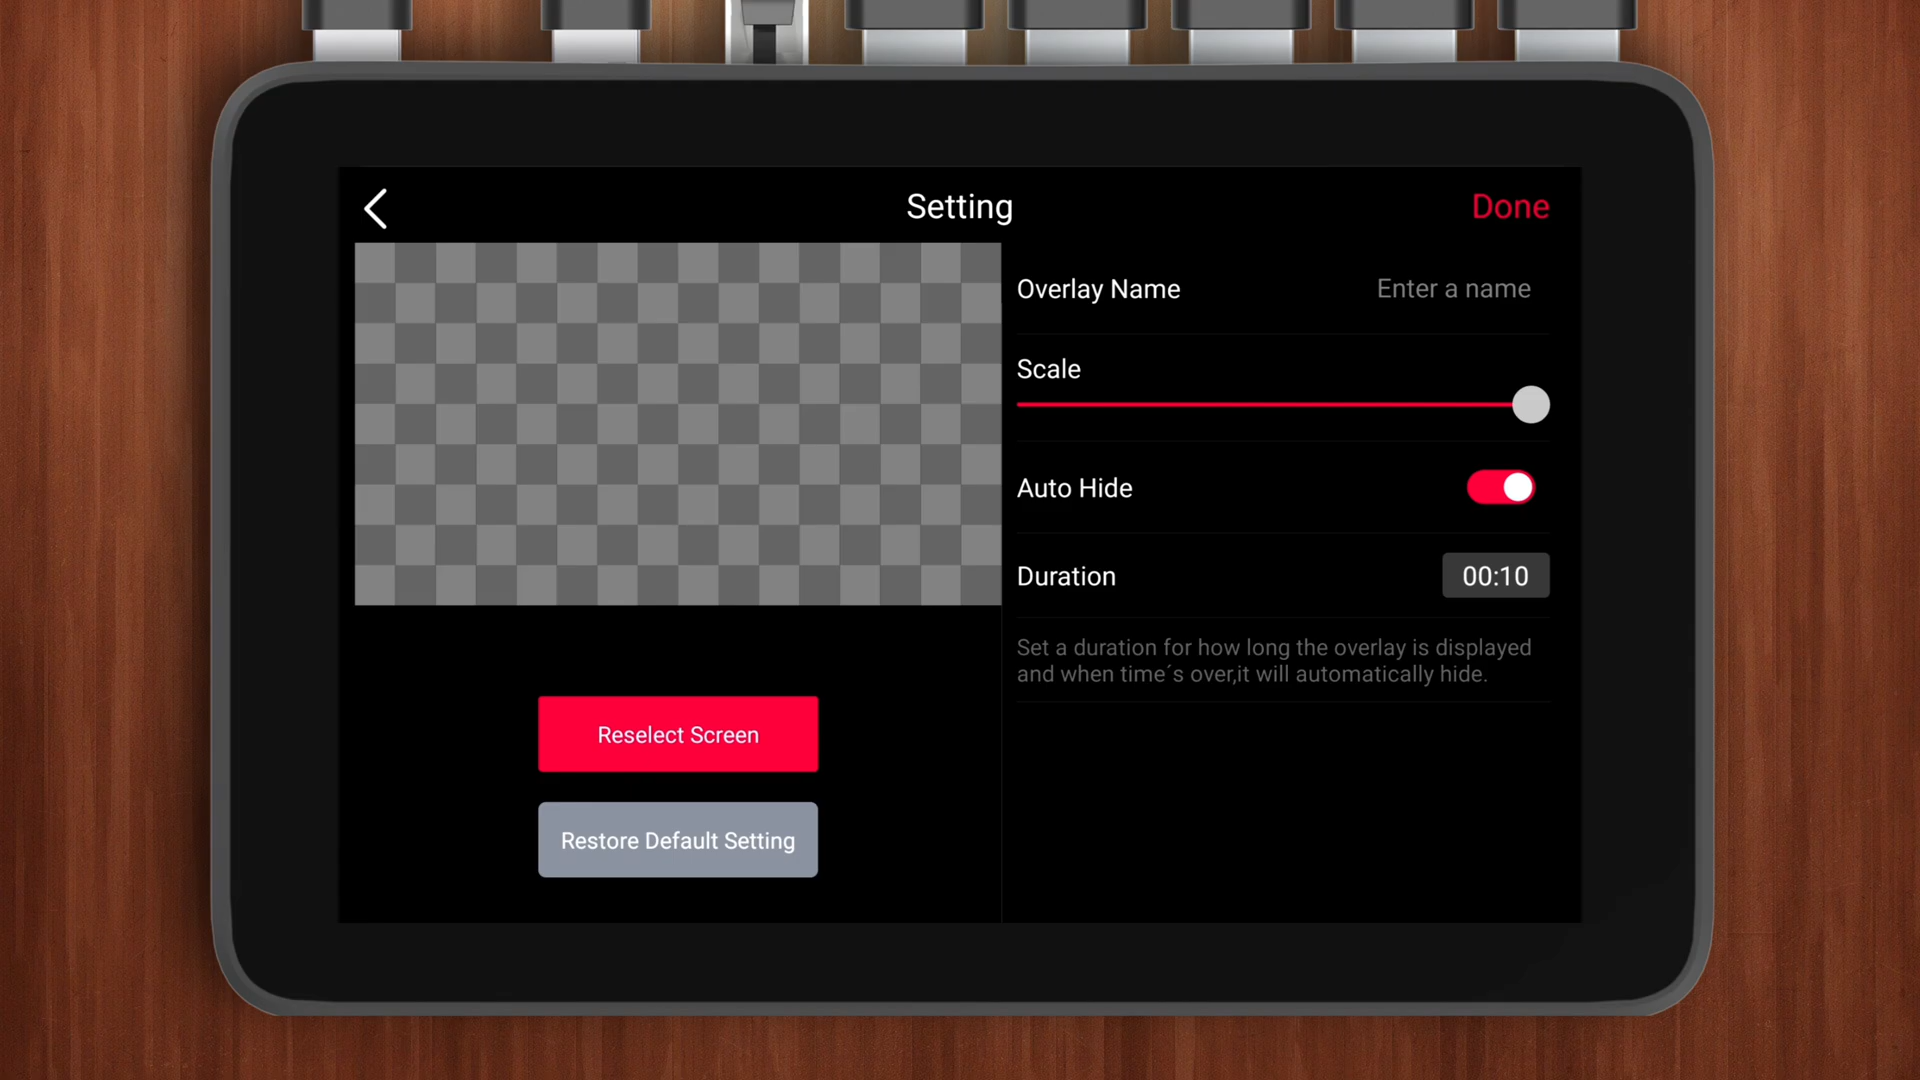 Setting
Done
Overlay Name
Enter a name
Scale
Auto Hide
Duration
00:10
Set a duration for how long the overlay is displayed
and when time´s over,it will automatically hide.
Reselect Screen
Restore Default Setting